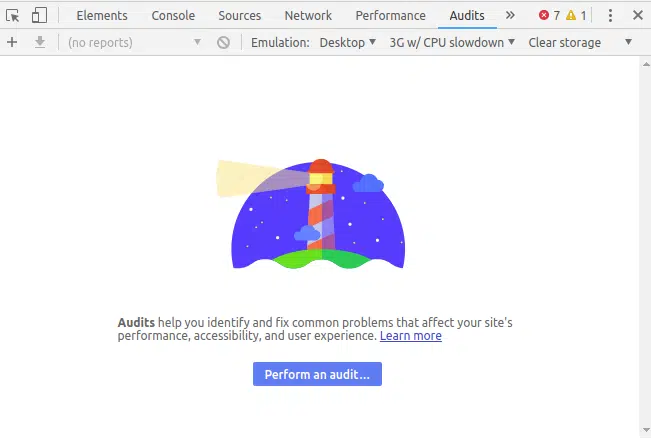 Elements Console Sources Network Performance Audits » 7 1
(no reports) Emulation: Desktop 3G w/ CPU slowdown Clear storage
Audits help you identify and fix common problems that affect your site's
performance, accessibility, and user experience. Learn more
Perform an audit...